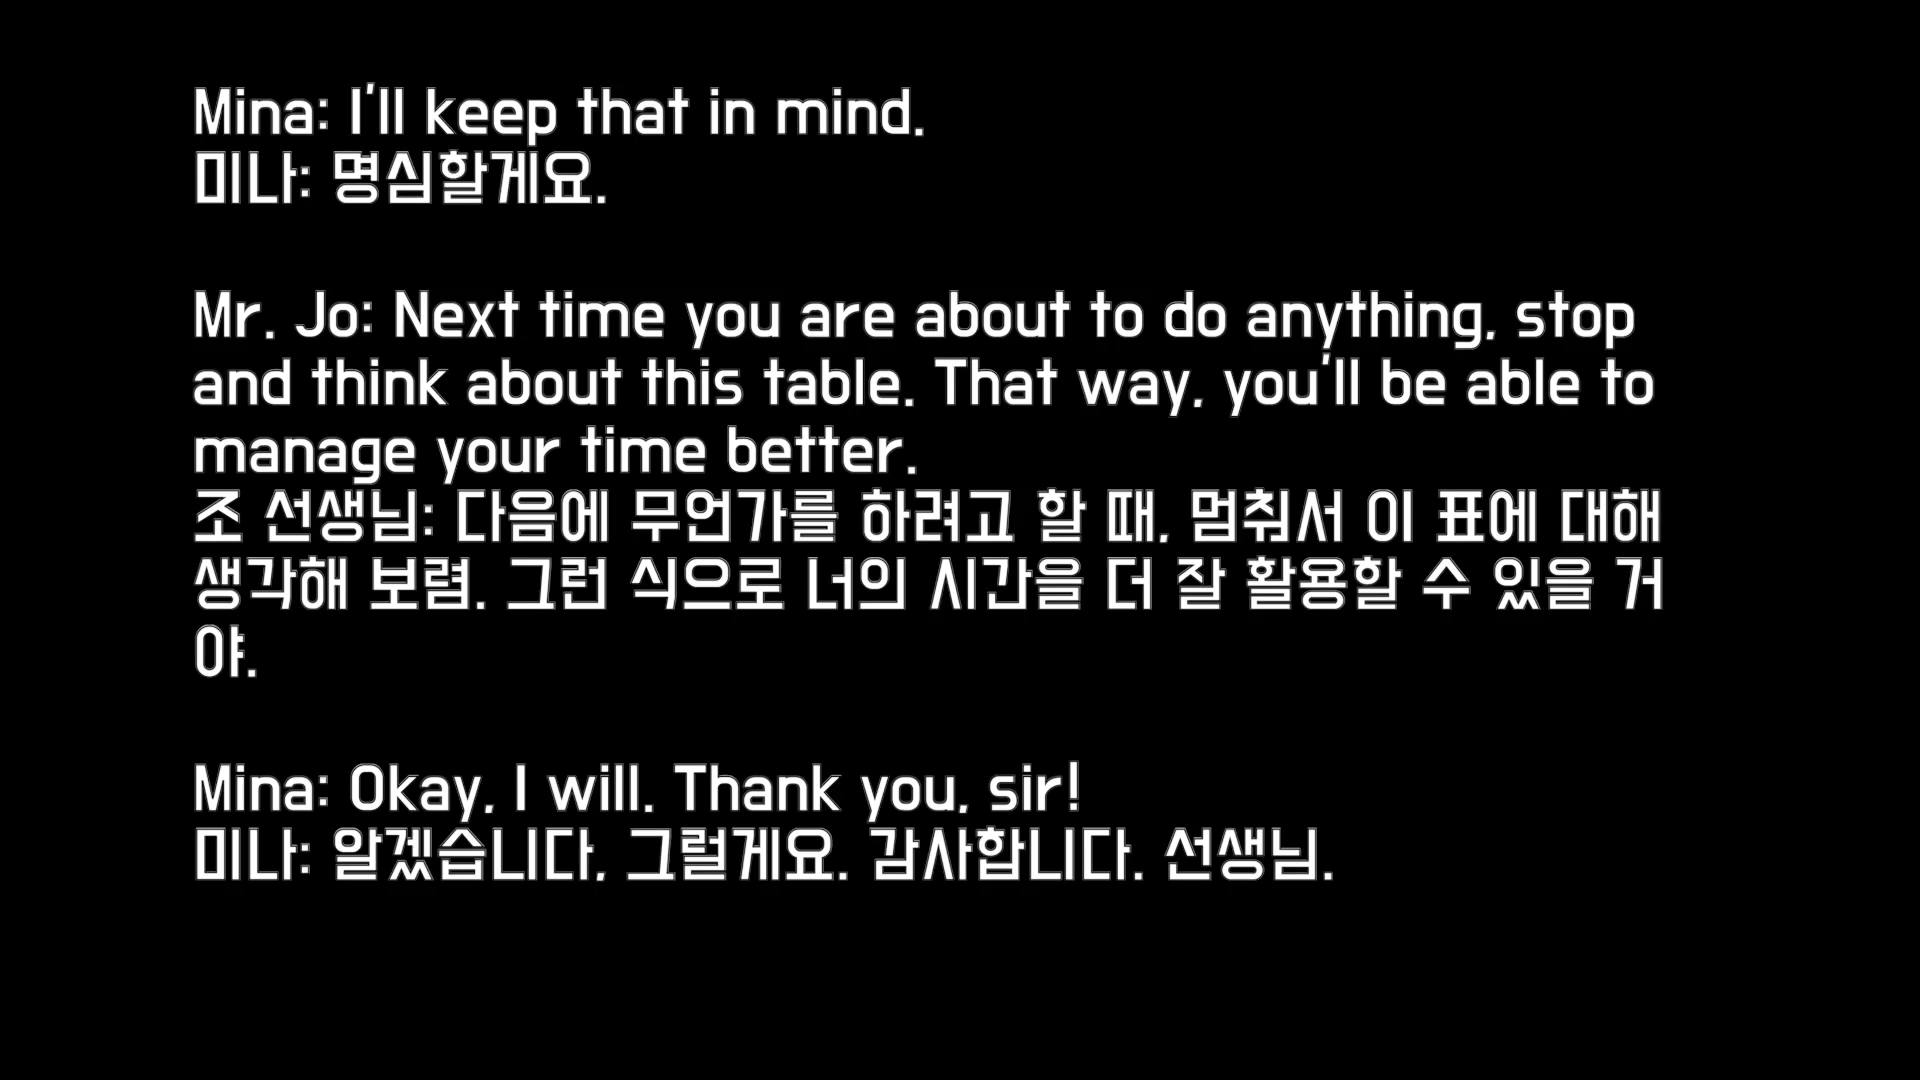 Mina: I'll keep that in mind.
미나: 명심할게요.
Mr. Jo: Next time you are about to do anything, stop
and think about this table. That way, you'll be able to
manage your time better.
조 선생님: 다음에 무언가를 하려고 할 때, 멈춰서 이 표에 대해
생각해 보렴. 그런 식으로 너의 시간을 더 잘 활용할 수 있을 거
야.
Mina: Okay, I will. Thank you, sir!
미나: 알겠습니다, 그럴게요. 감사합니다. 선생님.